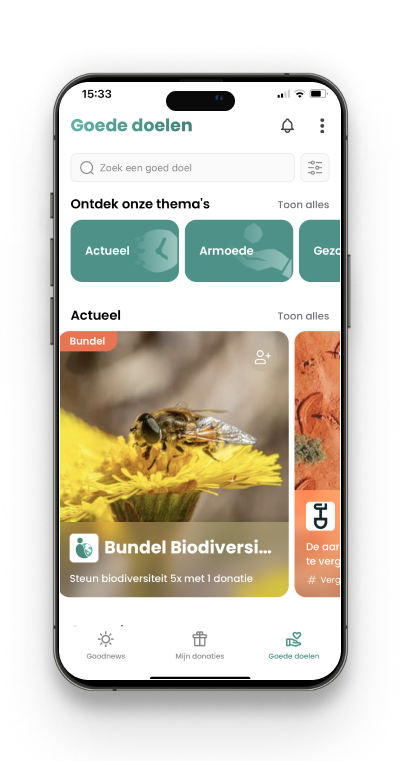 15:33
Goede doelen
Zoek een goed doel
Ontdek onze thema's
Toon alles
Actueel
Armoede
Actueel
Toon alles
Bundel
Bundel Biodiversi...
Steun biodiversiteit 5x met 1 donatie
De aar
te verg
# Verg
Goodnews
Mijn donaties
Goede doelen